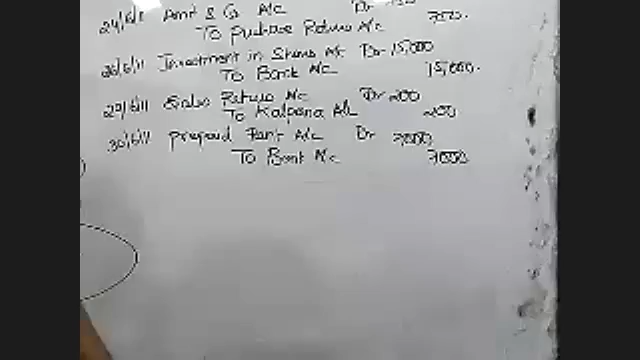 24/6/11 Amit & Co A/c Dr 750
To Purchase Return A/c 750.
26/6/11 Investment in Shares A/c Dr 15,000
To Bank A/c 15,000.
29/6/11 Sales Return A/c Dr 200
To Kalpana A/c 200
30/6/11 Prepaid Rent A/c Dr 7000
To Bank A/c 7000